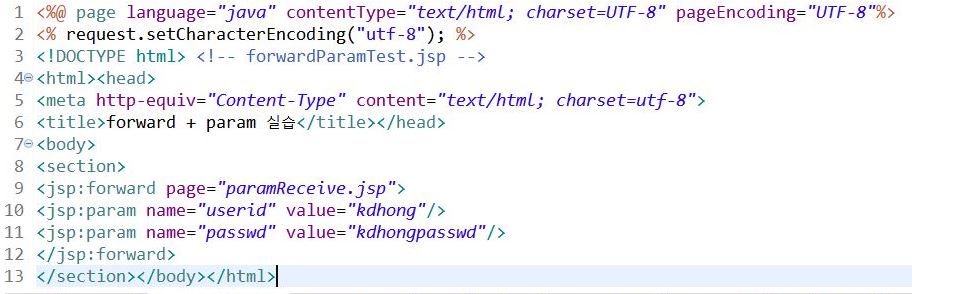 1 <%@ page language="java" contentType="text/html; charset=UTF-8" pageEncoding="UTF-8"%>
2 <% request.setCharacterEncoding("utf-8"); %>
3 <!DOCTYPE html> <!-- forwardParamTest.jsp -->
4 <html><head>
5 <meta http-equiv="Content-Type" content="text/html; charset=utf-8">
6 <title>forward + param 실습</title></head>
7 <body>
8 <section>
9 <jsp:forward page="paramReceive.jsp">
10 <jsp:param name="userid" value="kdhong"/>
11 <jsp:param name="passwd" value="kdhongpasswd"/>
12 </jsp:forward>
13 </section></body></html>